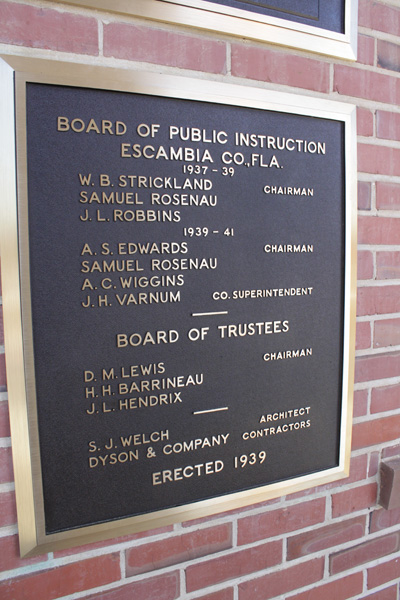 BOARD OF PUBLIC INSTRUCTION
ESCAMBIA CO., FLA.
1937 - 39
W. B. STRICKLAND CHAIRMAN
SAMUEL ROSENAU
J. L. ROBBINS
1939 - 41
A. S. EDWARDS CHAIRMAN
SAMUEL ROSENAU
A. C. WIGGINS
J. H. VARNUM CO. SUPERINTENDENT
BOARD OF TRUSTEES
D. M. LEWIS CHAIRMAN
H. H. BARRINEAU
J. L. HENDRIX
S. J. WELCH ARCHITECT
DYSON & COMPANY CONTRACTORS
ERECTED 1939